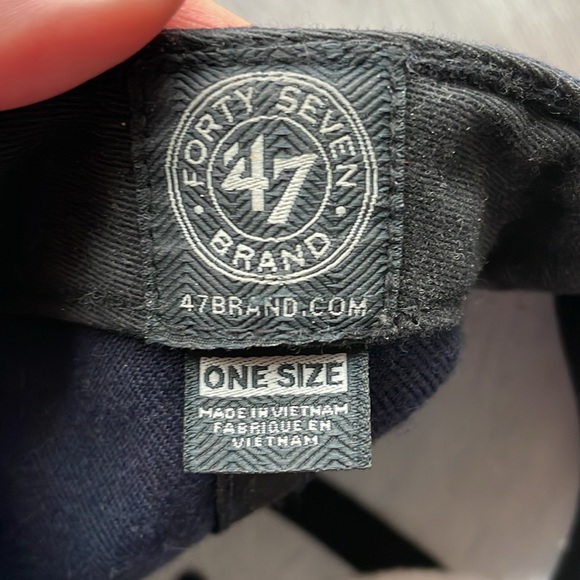 FORTY SEVEN
'47
BRAND
47BRAND.COM
ONE SIZE
MADE IN VIETNAM
FABRIQUE EN
VIETNAM